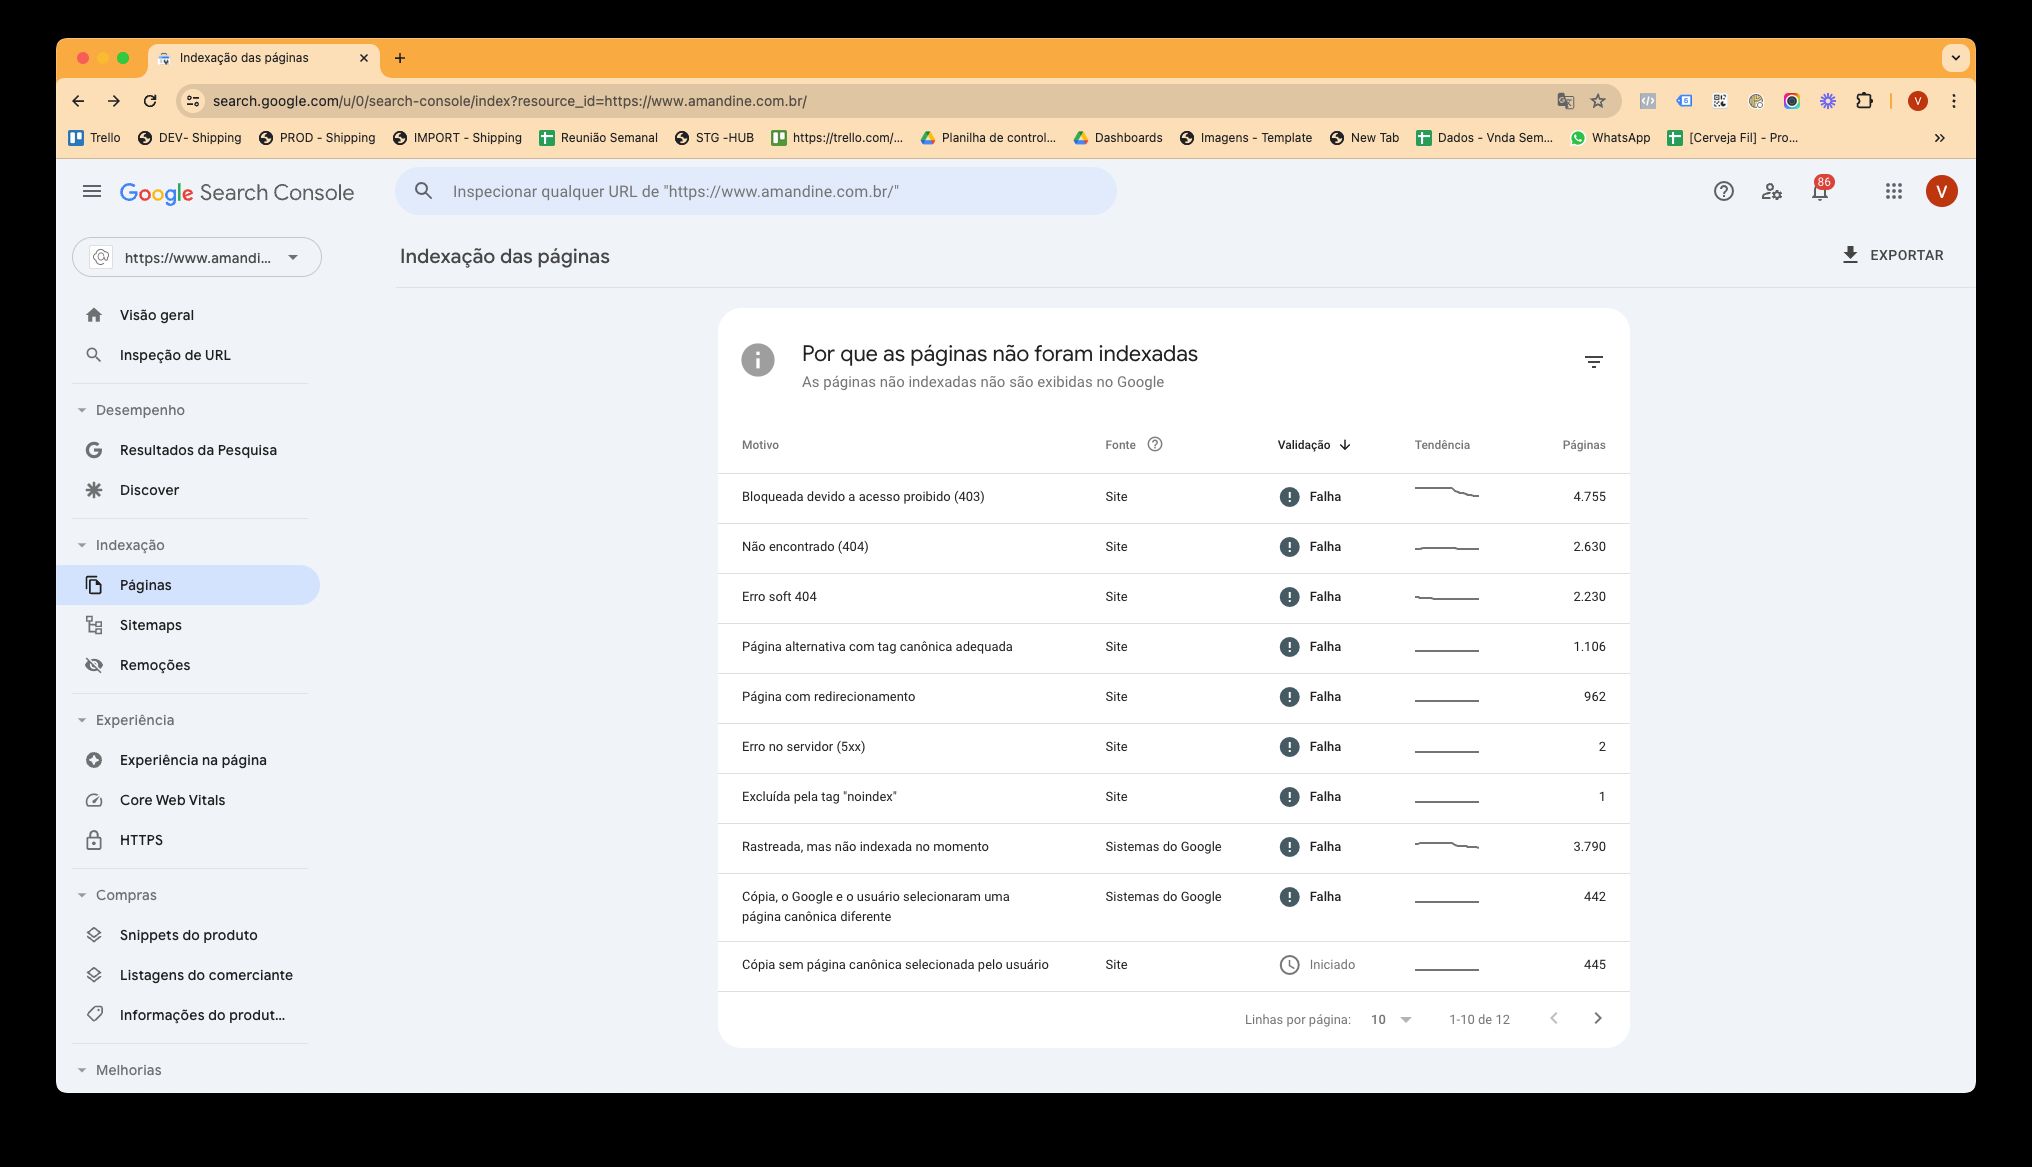 Indexação das páginas
search.google.com/u/0/search-console/index?resource_id=https://www.amandine.com.br/
V
Trello
DEV- Shipping
PROD - Shipping
IMPORT - Shipping
Reunião Semanal
STG -HUB
https://trello.com/...
Planilha de control...
Dashboards
Imagens - Template
New Tab
Dados - Vnda Sem...
WhatsApp
[Cerveja Fil] - Pro...
Google Search Console
Inspecionar qualquer URL de "https://www.amandine.com.br/"
86
V
https://www.amandi...
Indexação das páginas
EXPORTAR
Visão geral
Inspeção de URL
Desempenho
Resultados da Pesquisa
Discover
Indexação
Páginas
Sitemaps
Remoções
Experiência
Experiência na página
Core Web Vitals
HTTPS
Compras
Snippets do produto
Listagens do comerciante
Informações do produt...
Melhorias
Por que as páginas não foram indexadas
As páginas não indexadas não são exibidas no Google
Motivo Fonte Validação Tendência Páginas
Bloqueada devido a acesso proibido (403) Site Falha 4.755
Não encontrado (404) Site Falha 2.630
Erro soft 404 Site Falha 2.230
Página alternativa com tag canônica adequada Site Falha 1.106
Página com redirecionamento Site Falha 962
Erro no servidor (5xx) Site Falha 2
Excluída pela tag "noindex" Site Falha 1
Rastreada, mas não indexada no momento Sistemas do Google Falha 3.790
Cópia, o Google e o usuário selecionaram uma Sistemas do Google Falha 442
página canônica diferente
Cópia sem página canônica selecionada pelo usuário Site Iniciado 445
Linhas por página: 10 1-10 de 12